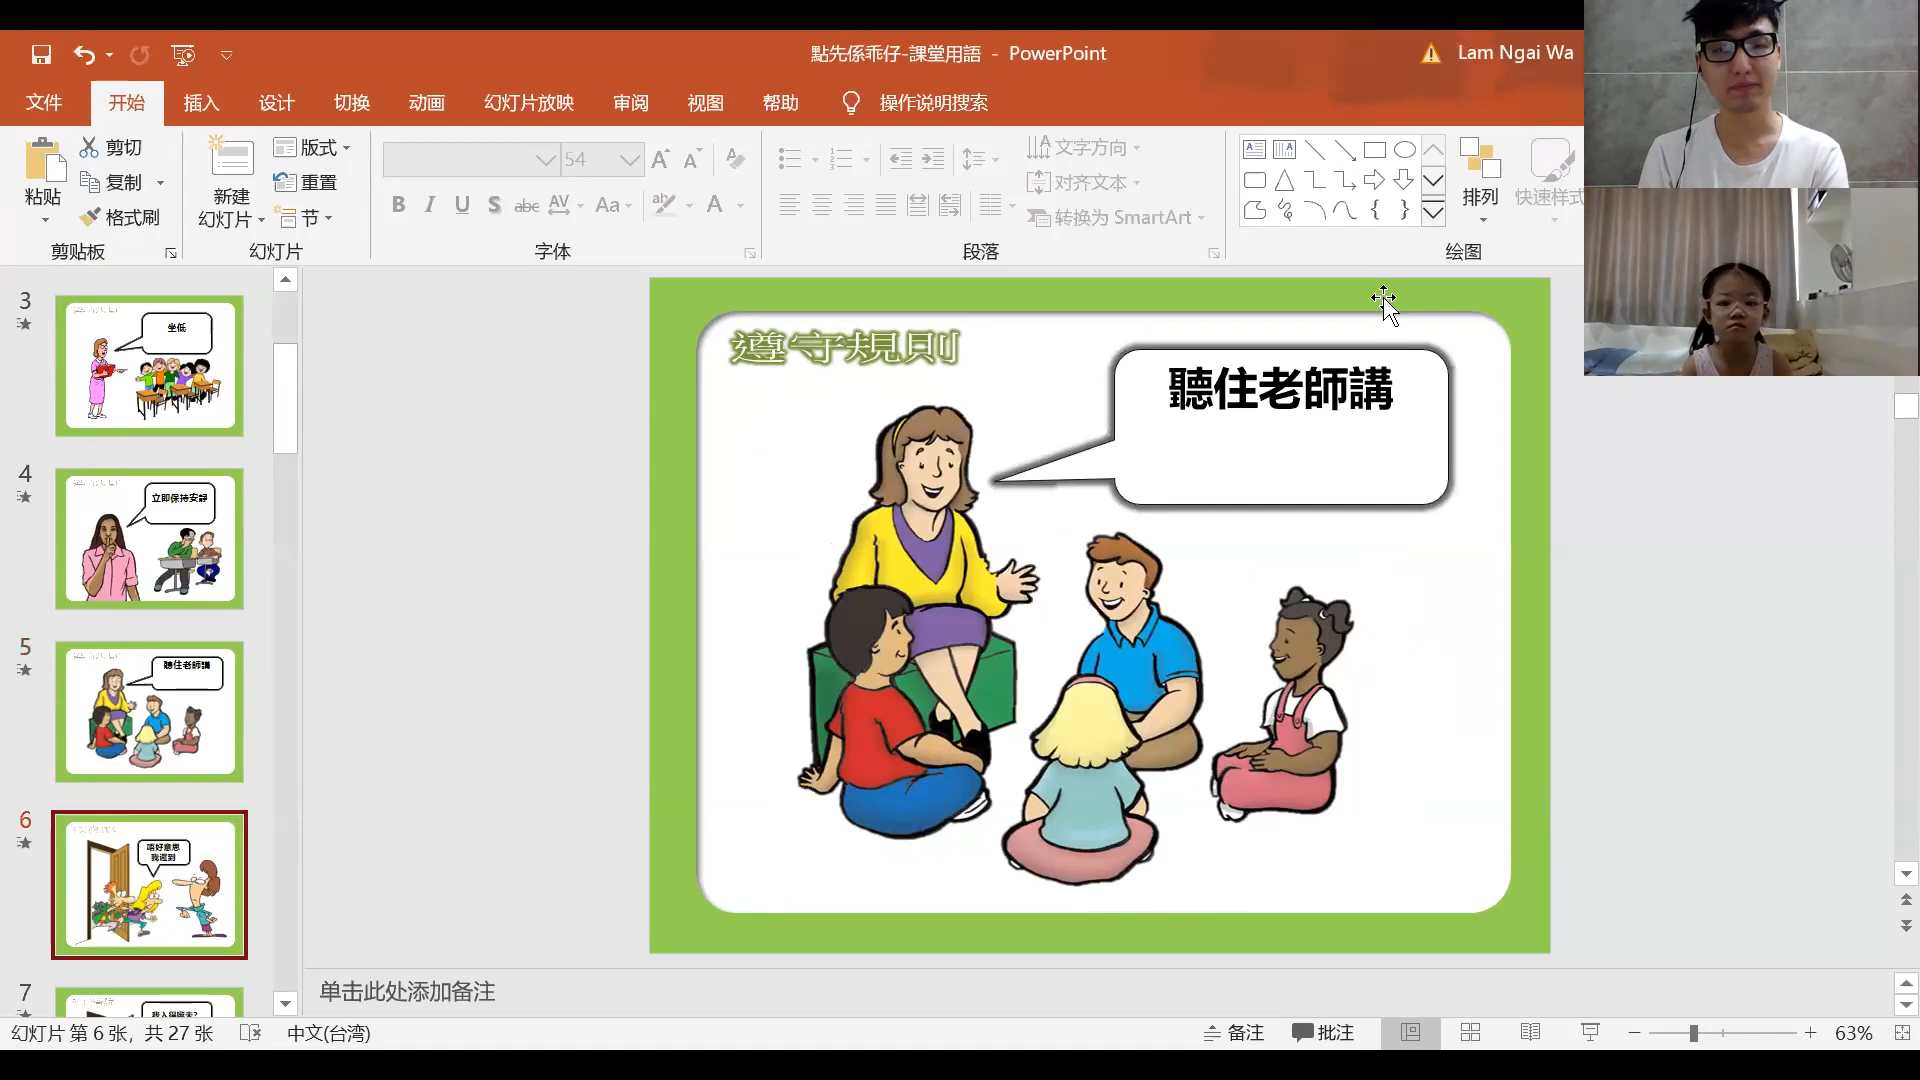 點先係乖仔-課堂用語 - PowerPoint
Lam Ngai Wa
文件 开始 插入 设计 切换 动画 幻灯片放映 审阅 视图 帮助 操作说明搜索
粘贴
剪切
复制
格式刷
剪贴板
新建
幻灯片
版式
重置
节
幻灯片
54
B I U S abc AV Aa A
字体
文字方向
对齐文本
转换为 SmartArt
段落
排列
快速样式
绘图
3
坐低
4
立即保持安靜
5
聽住老師講
6
唔好意思
我遲到
7
遵守規則
聽住老師講
单击此处添加备注
幻灯片 第 6 张，共 27 张 中文(台湾) 备注 批注 63%